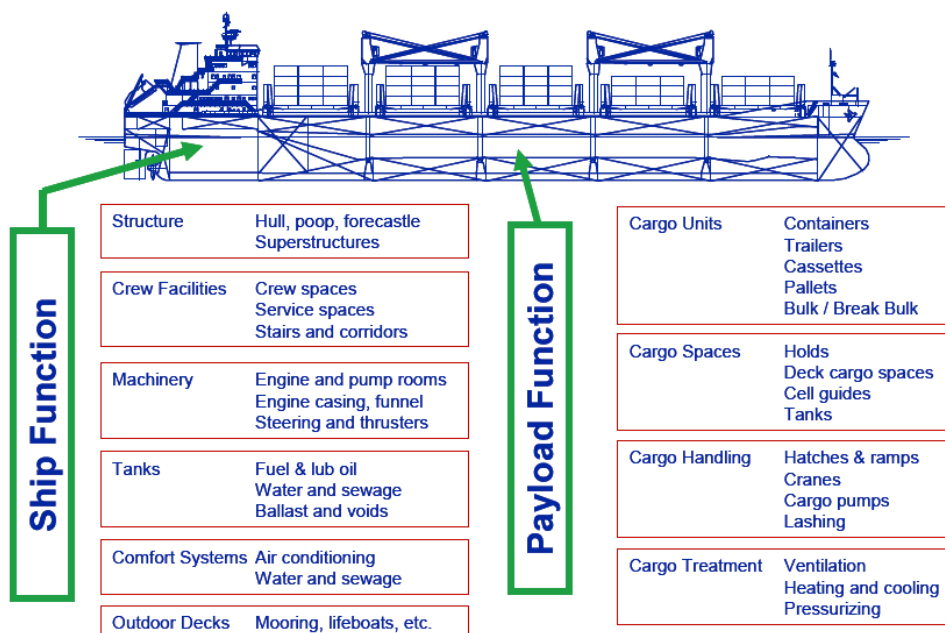 Ship Function
Structure Hull, poop, forecastle
Superstructures
Crew Facilities Crew spaces
Service spaces
Stairs and corridors
Machinery Engine and pump rooms
Engine casing, funnel
Steering and thrusters
Tanks Fuel & lub oil
Water and sewage
Ballast and voids
Comfort Systems Air conditioning
Water and sewage
Outdoor Decks Mooring, lifeboats, etc.
Payload Function
Cargo Units Containers
Trailers
Cassettes
Pallets
Bulk / Break Bulk
Cargo Spaces Holds
Deck cargo spaces
Cell guides
Tanks
Cargo Handling Hatches & ramps
Cranes
Cargo pumps
Lashing
Cargo Treatment Ventilation
Heating and cooling
Pressurizing